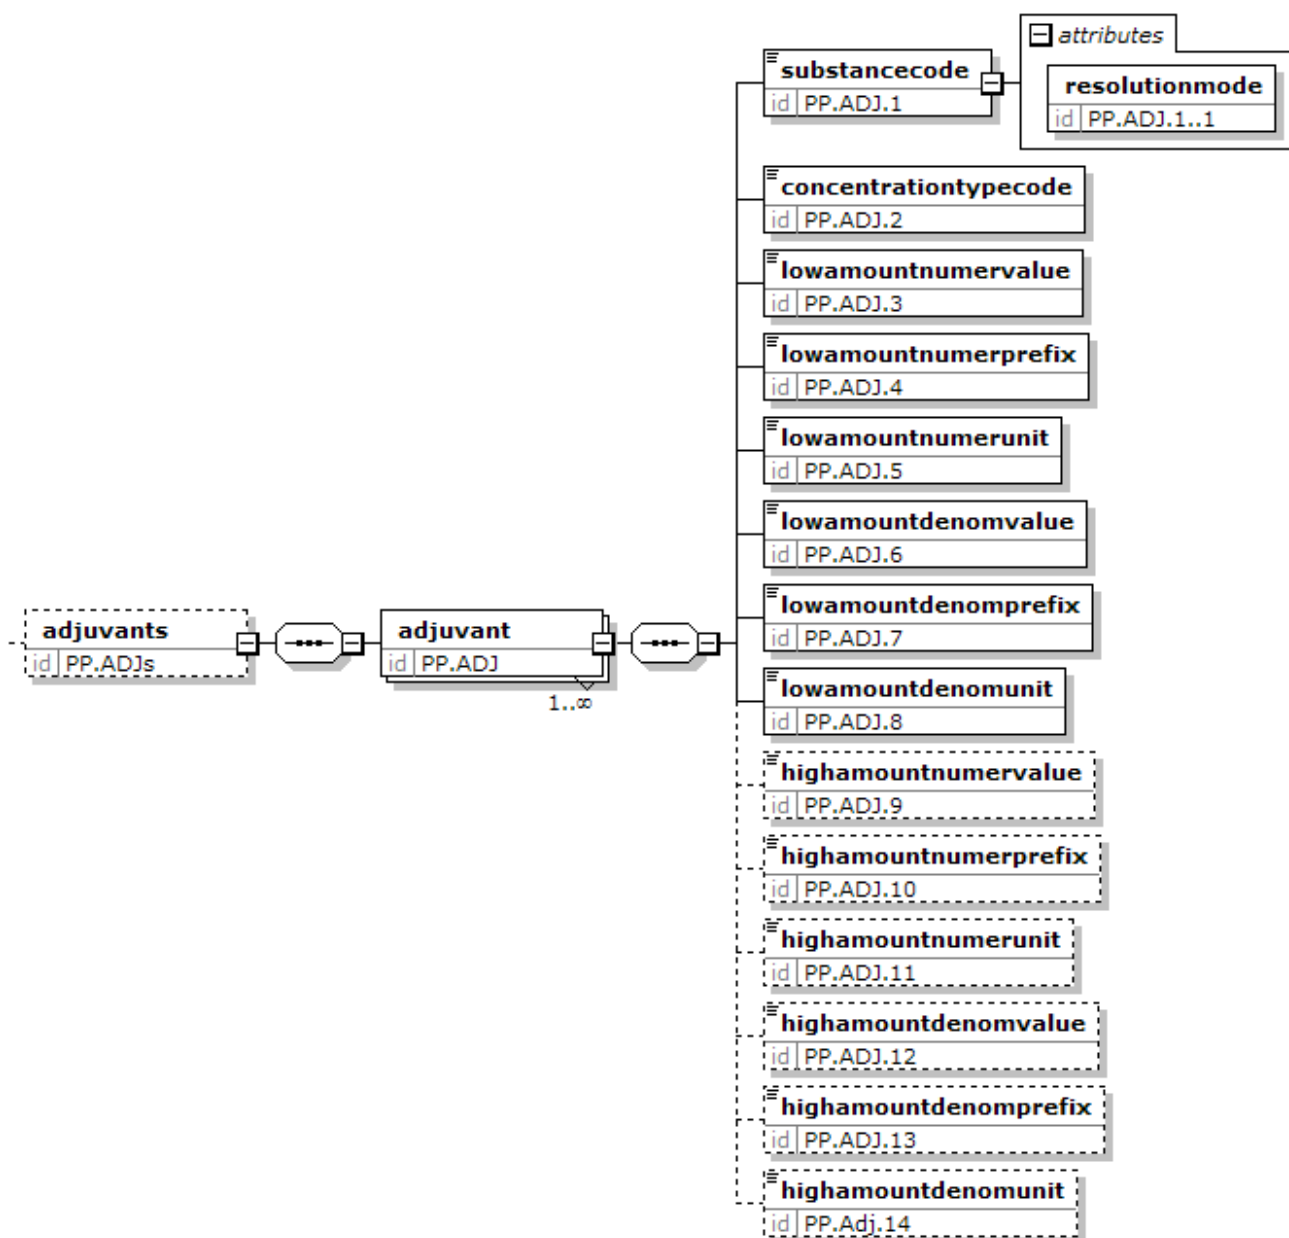 attributes
substancecode
id PP.ADJ.1
resolutionmode
id PP.ADJ.1..1
concentrationtypecode
id PP.ADJ.2
lowamountnumervalue
id PP.ADJ.3
lowamountnumerprefix
id PP.ADJ.4
lowamountnumerunit
id PP.ADJ.5
lowamountdenomvalue
id PP.ADJ.6
lowamountdenomprefix
id PP.ADJ.7
adjuvants
id PP.ADJs
adjuvant
id PP.ADJ
1..∞
lowamountdenomunit
id PP.ADJ.8
highamountnumervalue
id PP.ADJ.9
highamountnumerprefix
id PP.ADJ.10
highamountnumerunit
id PP.ADJ.11
highamountdenomvalue
id PP.ADJ.12
highamountdenomprefix
id PP.ADJ.13
highamountdenomunit
id PP.Adj.14